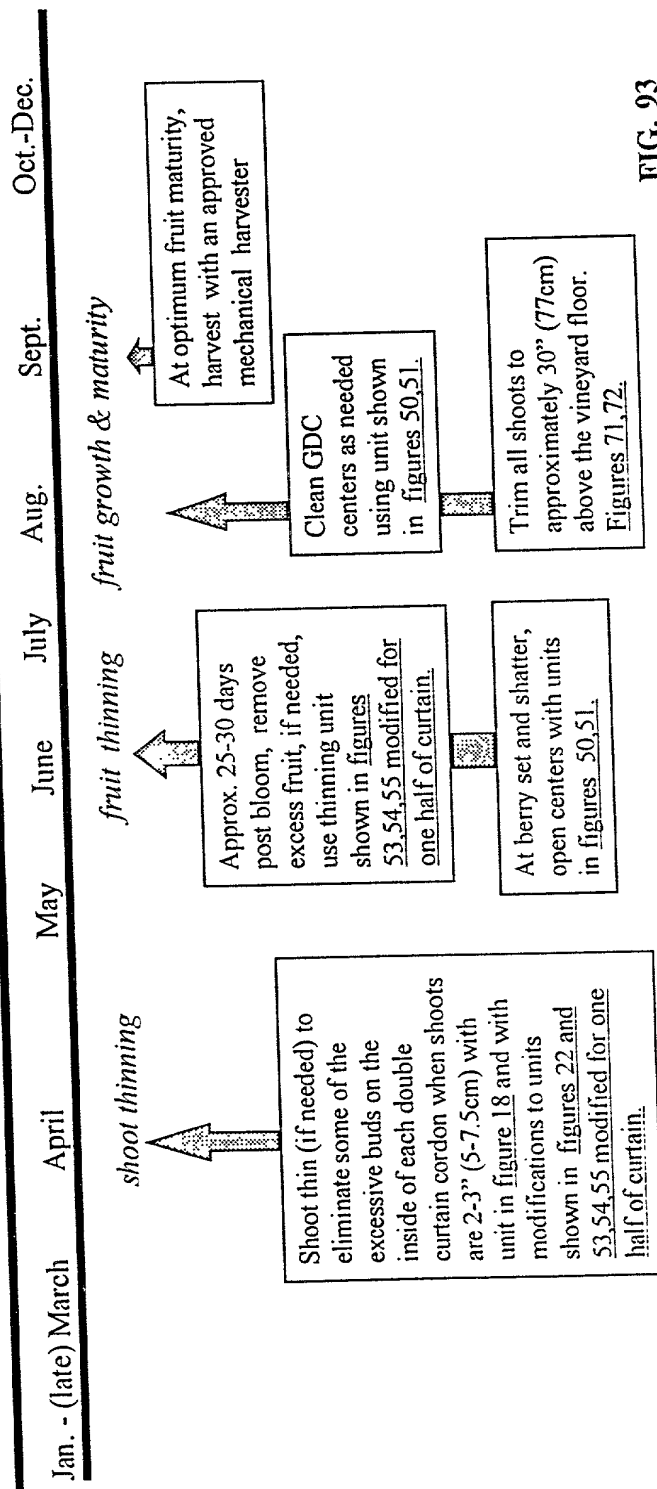 Jan. - (late) March April May June July Aug. Sept. Oct.-Dec.
shoot thinning
fruit thinning
fruit growth & maturity
Shoot thin (if needed) to
eliminate some of the
excessive buds on the
inside of each double
curtain cordon when shoots
are 2-3" (5-7.5cm) with
unit in figure 18 and with
modifications to units
shown in figures 22 and
53,54,55 modified for one
half of curtain.
Approx. 25-30 days
post bloom, remove
excess fruit, if needed,
use thinning unit
shown in figures
53,54,55 modified for
one half of curtain.
At berry set and shatter,
open centers with units
in figures 50,51.
At optimum fruit maturity,
harvest with an approved
mechanical harvester
Clean GDC
centers as needed
using unit shown
in figures 50,51.
Trim all shoots to
approximately 30" (77cm)
above the vineyard floor.
Figures 71,72.
FIG. 93